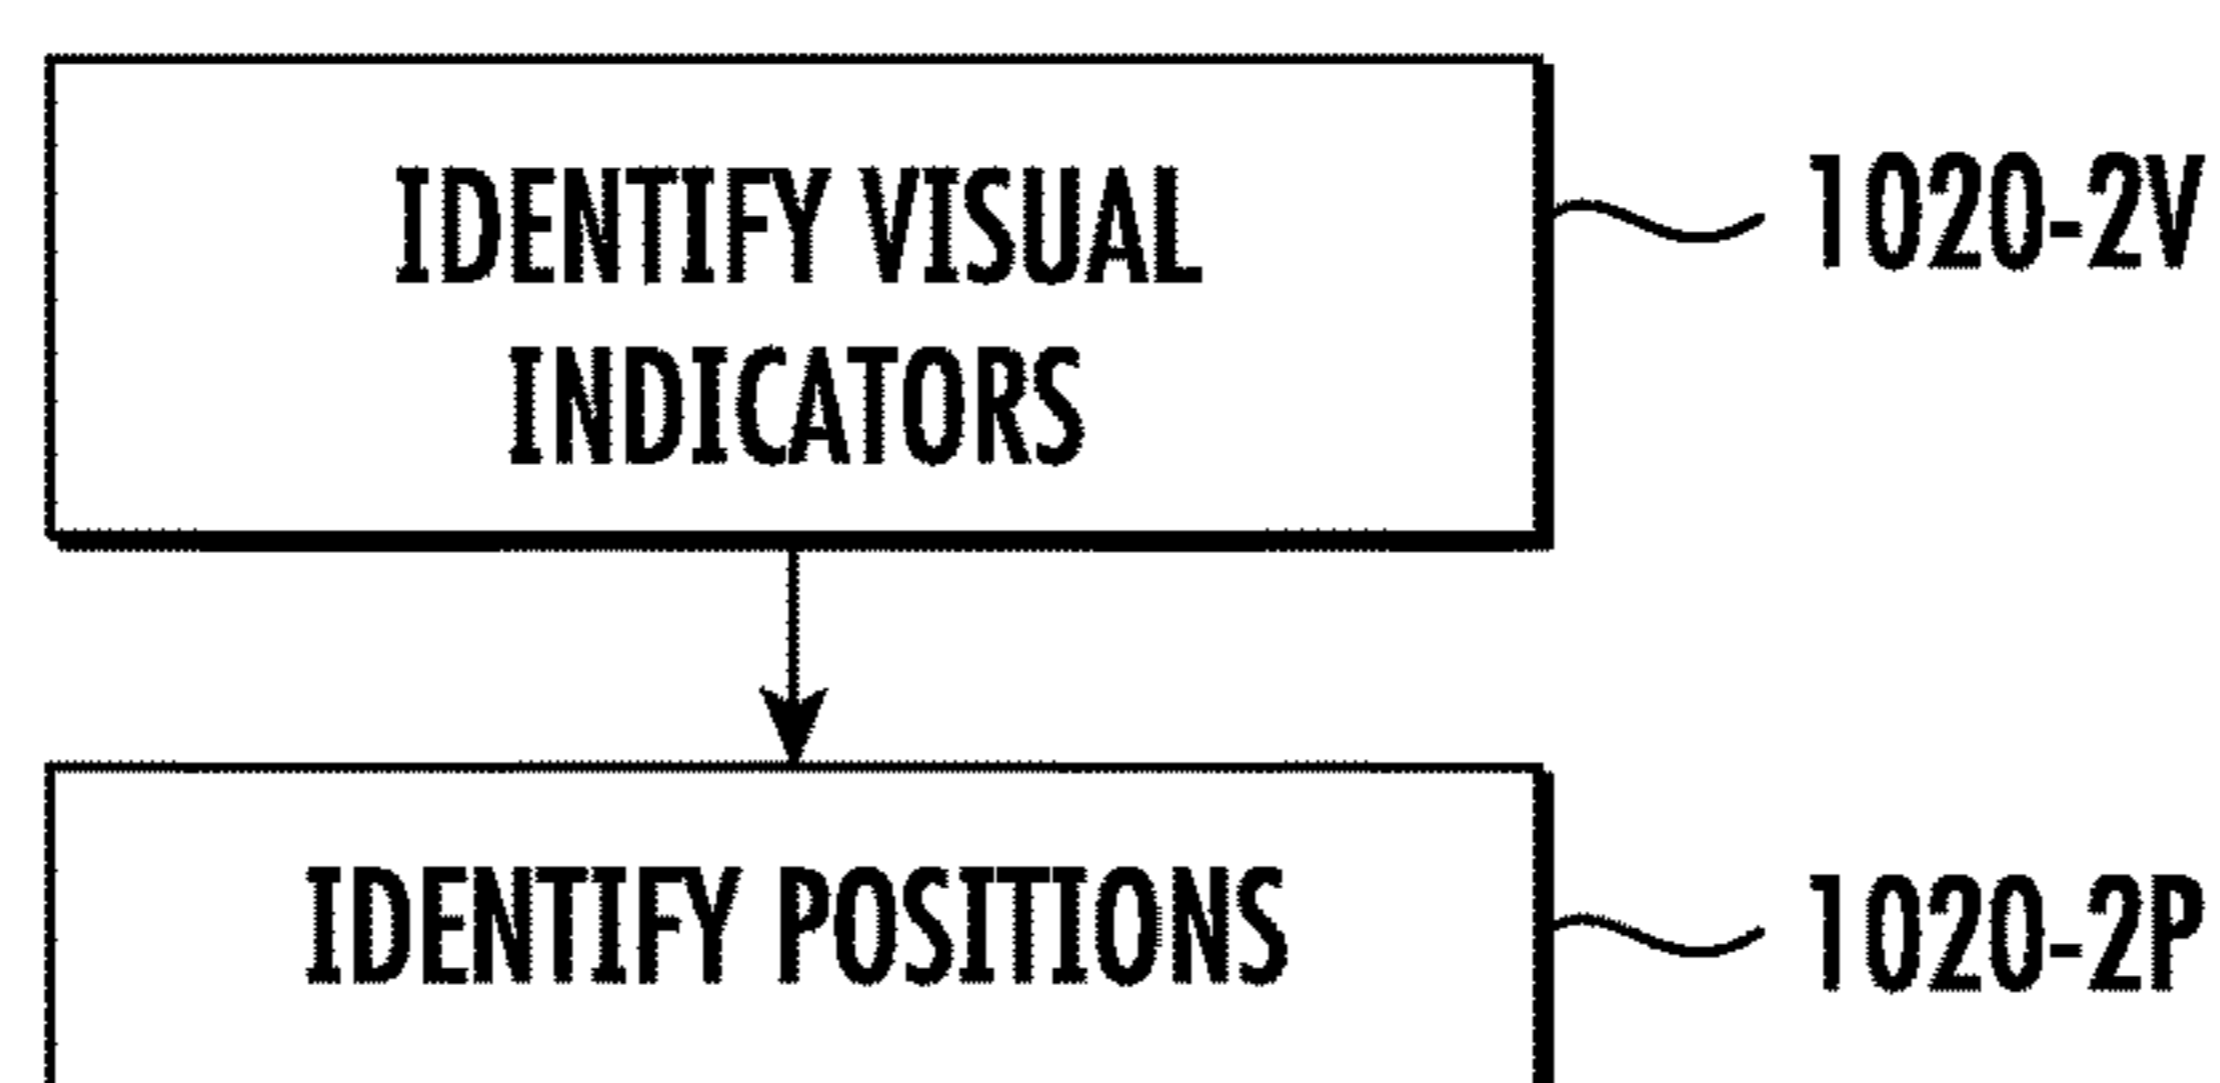 IDENTIFY VISUAL
INDICATORS
1020-2V
IDENTIFY POSITIONS
1020-2P